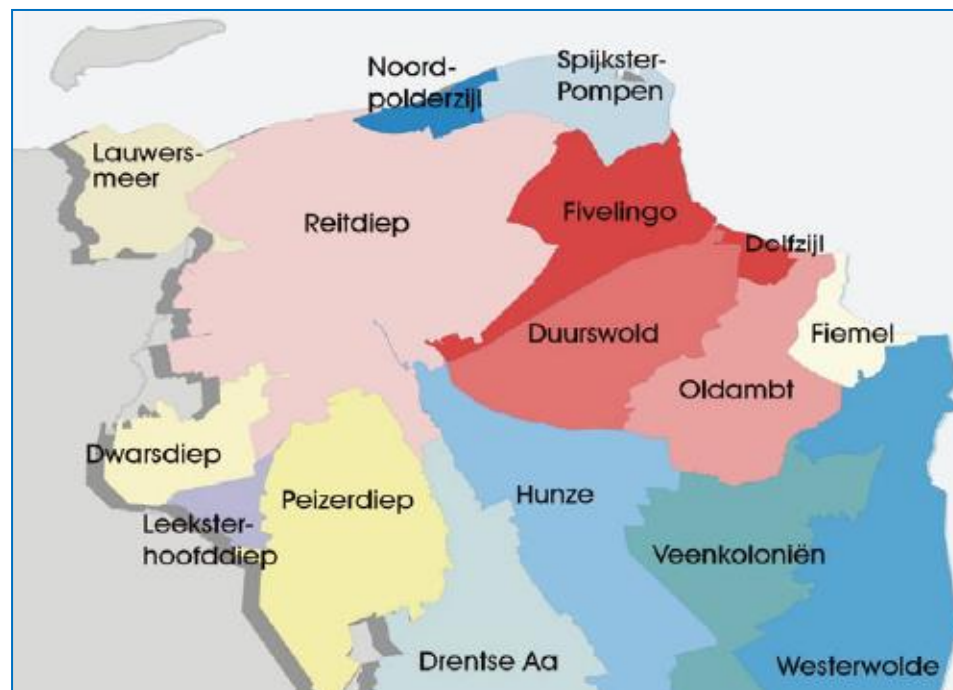 Noord-
polderzijl
Spijkster-
Pompen
Lauwers-
meer
Reitdiep
Fivelingo
Delfzijl
Duurswold
Fiemel
Oldambt
Dwarsdiep
Peizerdiep
Hunze
Leekster-
hoofddiep
Veenkoloniën
Drentse Aa
Westerwolde